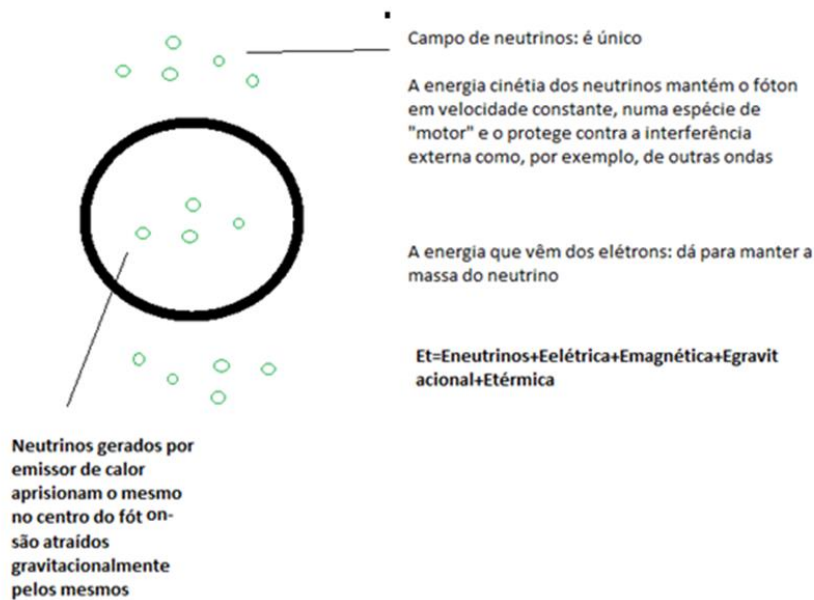 Campo de neutrinos: é único
A energia cinétia dos neutrinos mantém o fóton
em velocidade constante, numa espécie de
"motor" e o protege contra a interferência
externa como, por exemplo, de outras ondas
A energia que vêm dos elétrons: dá para manter a
massa do neutrino
Et=Eneutrinos+Eelétrica+Emagnética+Egravit
acional+Etérmica
Neutrinos gerados por
emissor de calor
aprisionam o mesmo
no centro do fót on-
são atraídos
gravitacionalmente
pelos mesmos